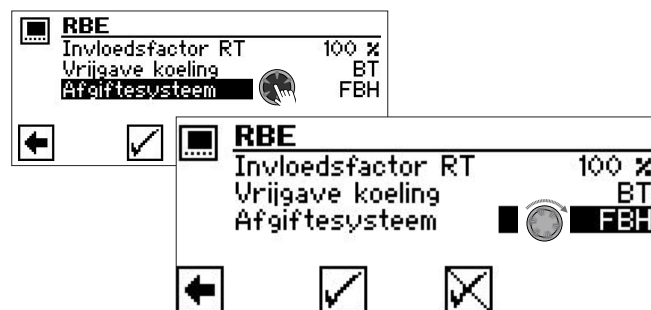 RBE
Invloedsfactor RT 100 %
Vrijgave koeling BT
Afgiftesysteem FBH
RBE
Invloedsfactor RT 100 %
Vrijgave koeling BT
Afgiftesysteem FBH